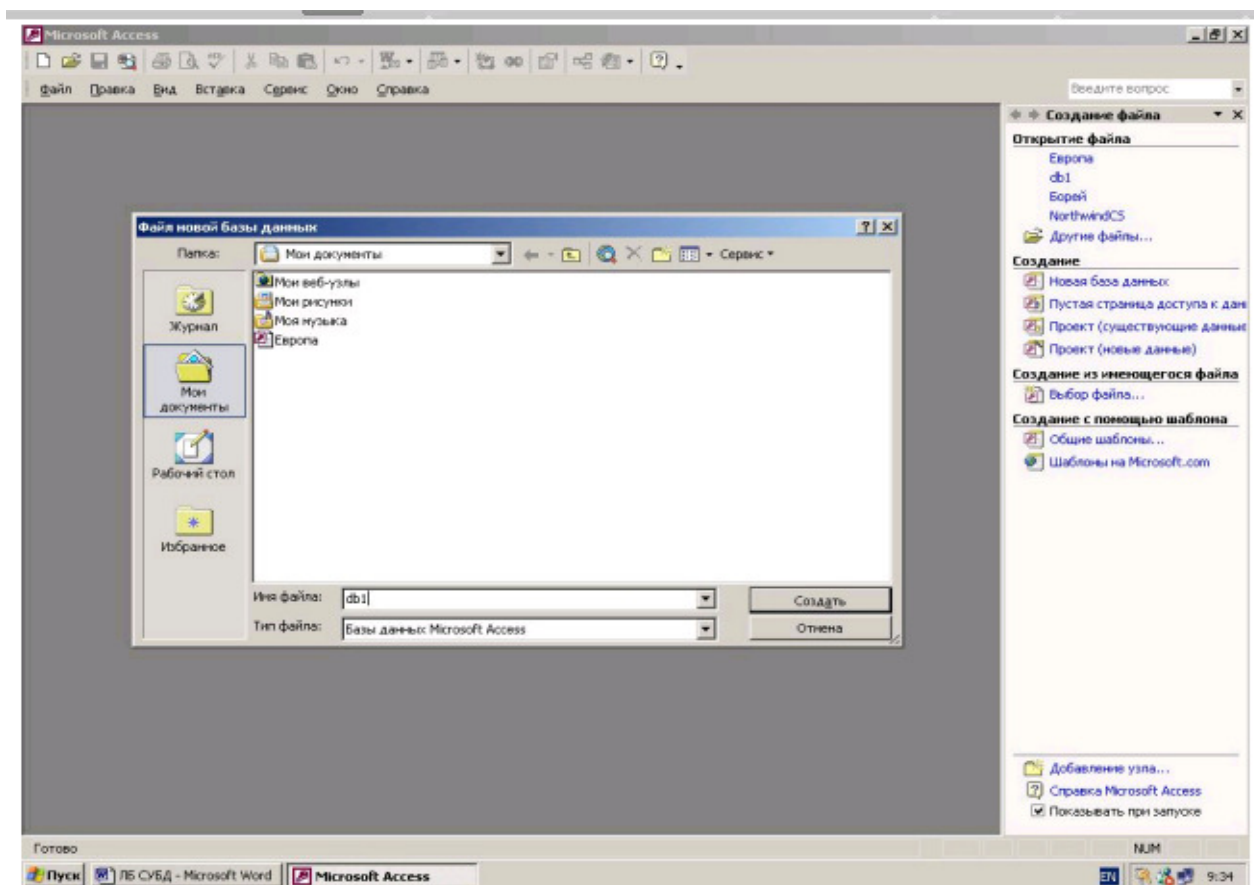 Microsoft Access
Файл Правка Вид Вставка Сервис Окно Справка
Введите вопрос
Создание файла
Открытие файла
Европа
db1
Борей
NorthwindCS
Другие файлы...
Создание
Новая база данных
Пустая страница доступа к дан
Проект (существующие данные
Проект (новые данные)
Создание из имеющегося файла
Выбор файла...
Создание с помощью шаблона
Общие шаблоны...
Шаблоны на Microsoft.com
Добавление узла...
Справка Microsoft Access
Показывать при запуске
Файл новой базы данных
Папка: Мои документы Сервис
Журнал
Мои документы
Рабочий стол
Избранное
Мои веб-узлы
Мои рисунки
Моя музыка
Европа
Имя файла: db1 Создать
Тип файла: Базы данных Microsoft Access Отмена
Готово NUM
Пуск ЛБ СУБД - Microsoft Word Microsoft Access EN 9:34